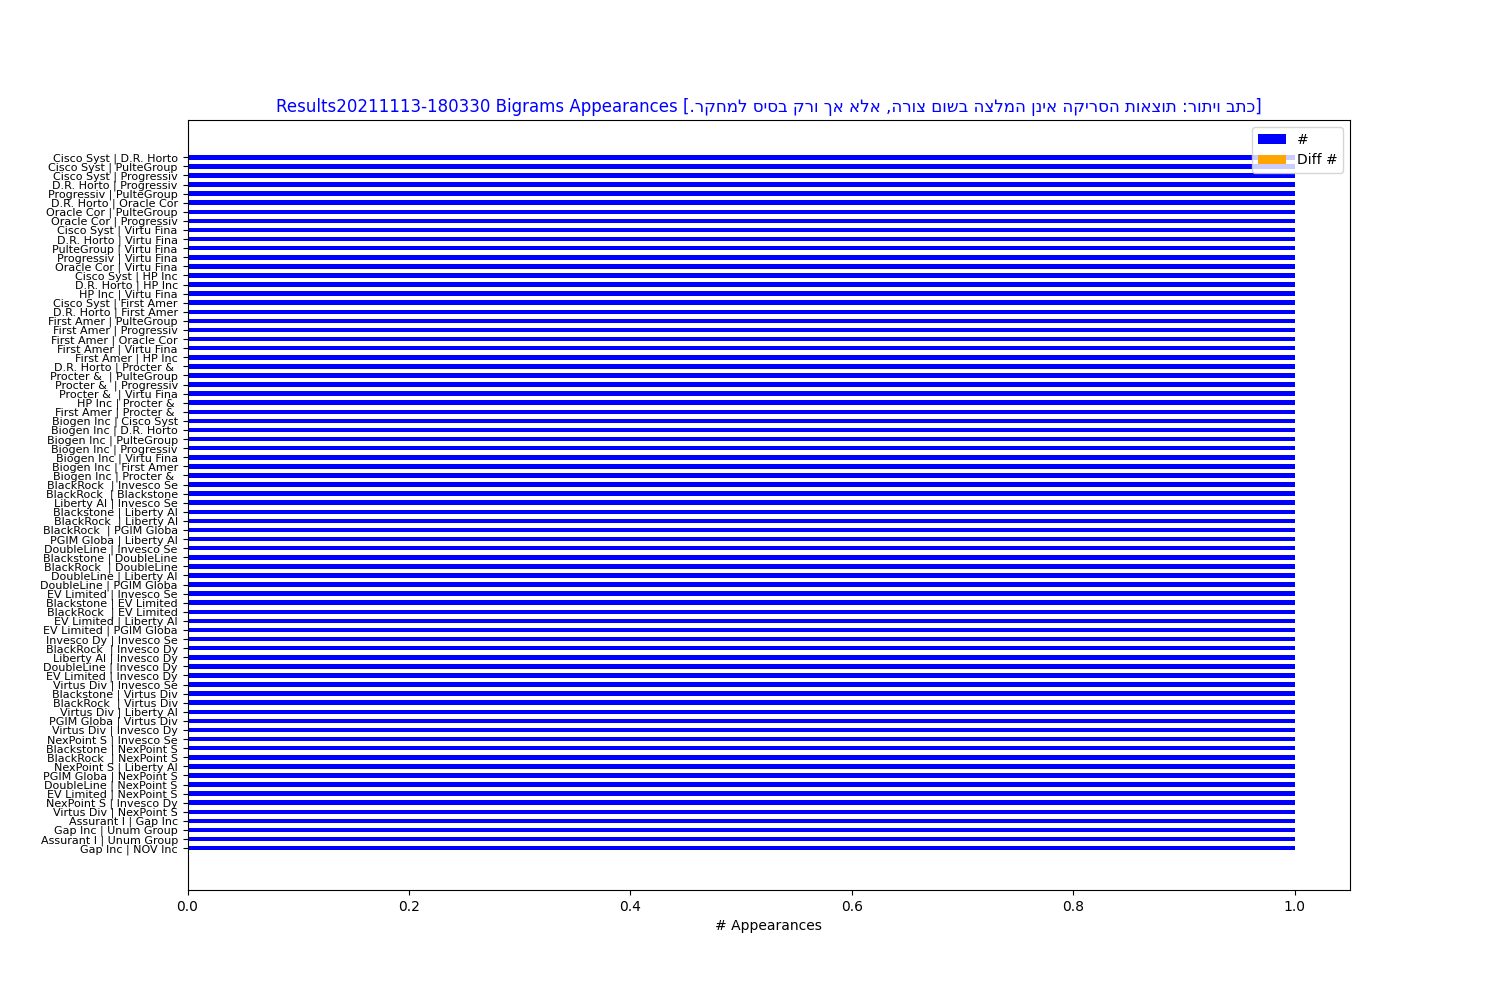 Results20211113-180330 Bigrams Appearances [.כתב ויתור: תוצאות הסריקה אינן המלצה בשום צורה, אלא אך ורק בסיס למחקר]
#
Diff #
Cisco Syst | D.R. Horto
Cisco Syst | PulteGroup
Cisco Syst | Progressiv
D.R. Horto | Progressiv
Progressiv | PulteGroup
D.R. Horto | Oracle Cor
Oracle Cor | PulteGroup
Oracle Cor | Progressiv
Cisco Syst | Virtu Fina
D.R. Horto | Virtu Fina
PulteGroup | Virtu Fina
Progressiv | Virtu Fina
Oracle Cor | Virtu Fina
Cisco Syst | HP Inc
D.R. Horto | HP Inc
HP Inc | Virtu Fina
Cisco Syst | First Amer
D.R. Horto | First Amer
First Amer | PulteGroup
First Amer | Progressiv
First Amer | Oracle Cor
First Amer | Virtu Fina
First Amer | HP Inc
D.R. Horto | Procter &
Procter &  | PulteGroup
Procter &  | Progressiv
Procter &  | Virtu Fina
HP Inc | Procter &
First Amer | Procter &
Biogen Inc | Cisco Syst
Biogen Inc | D.R. Horto
Biogen Inc | PulteGroup
Biogen Inc | Progressiv
Biogen Inc | Virtu Fina
Biogen Inc | First Amer
Biogen Inc | Procter &
BlackRock  | Invesco Se
BlackRock  | Blackstone
Liberty Al | Invesco Se
Blackstone | Liberty Al
BlackRock  | Liberty Al
BlackRock  | PGIM Globa
PGIM Globa | Liberty Al
DoubleLine | Invesco Se
Blackstone | DoubleLine
BlackRock  | DoubleLine
DoubleLine | Liberty Al
DoubleLine | PGIM Globa
EV Limited | Invesco Se
Blackstone | EV Limited
BlackRock  | EV Limited
EV Limited | Liberty Al
EV Limited | PGIM Globa
Invesco Dy | Invesco Se
BlackRock  | Invesco Dy
Liberty Al | Invesco Dy
DoubleLine | Invesco Dy
EV Limited | Invesco Dy
Virtus Div | Invesco Se
Blackstone | Virtus Div
BlackRock  | Virtus Div
Virtus Div | Liberty Al
PGIM Globa | Virtus Div
Virtus Div | Invesco Dy
NexPoint S | Invesco Se
Blackstone | NexPoint S
BlackRock  | NexPoint S
NexPoint S | Liberty Al
PGIM Globa | NexPoint S
DoubleLine | NexPoint S
EV Limited | NexPoint S
NexPoint S | Invesco Dy
Virtus Div | NexPoint S
Assurant I | Gap Inc
Gap Inc | Unum Group
Assurant I | Unum Group
Gap Inc | NOV Inc
0.0 0.2 0.4 0.6 0.8 1.0
# Appearances